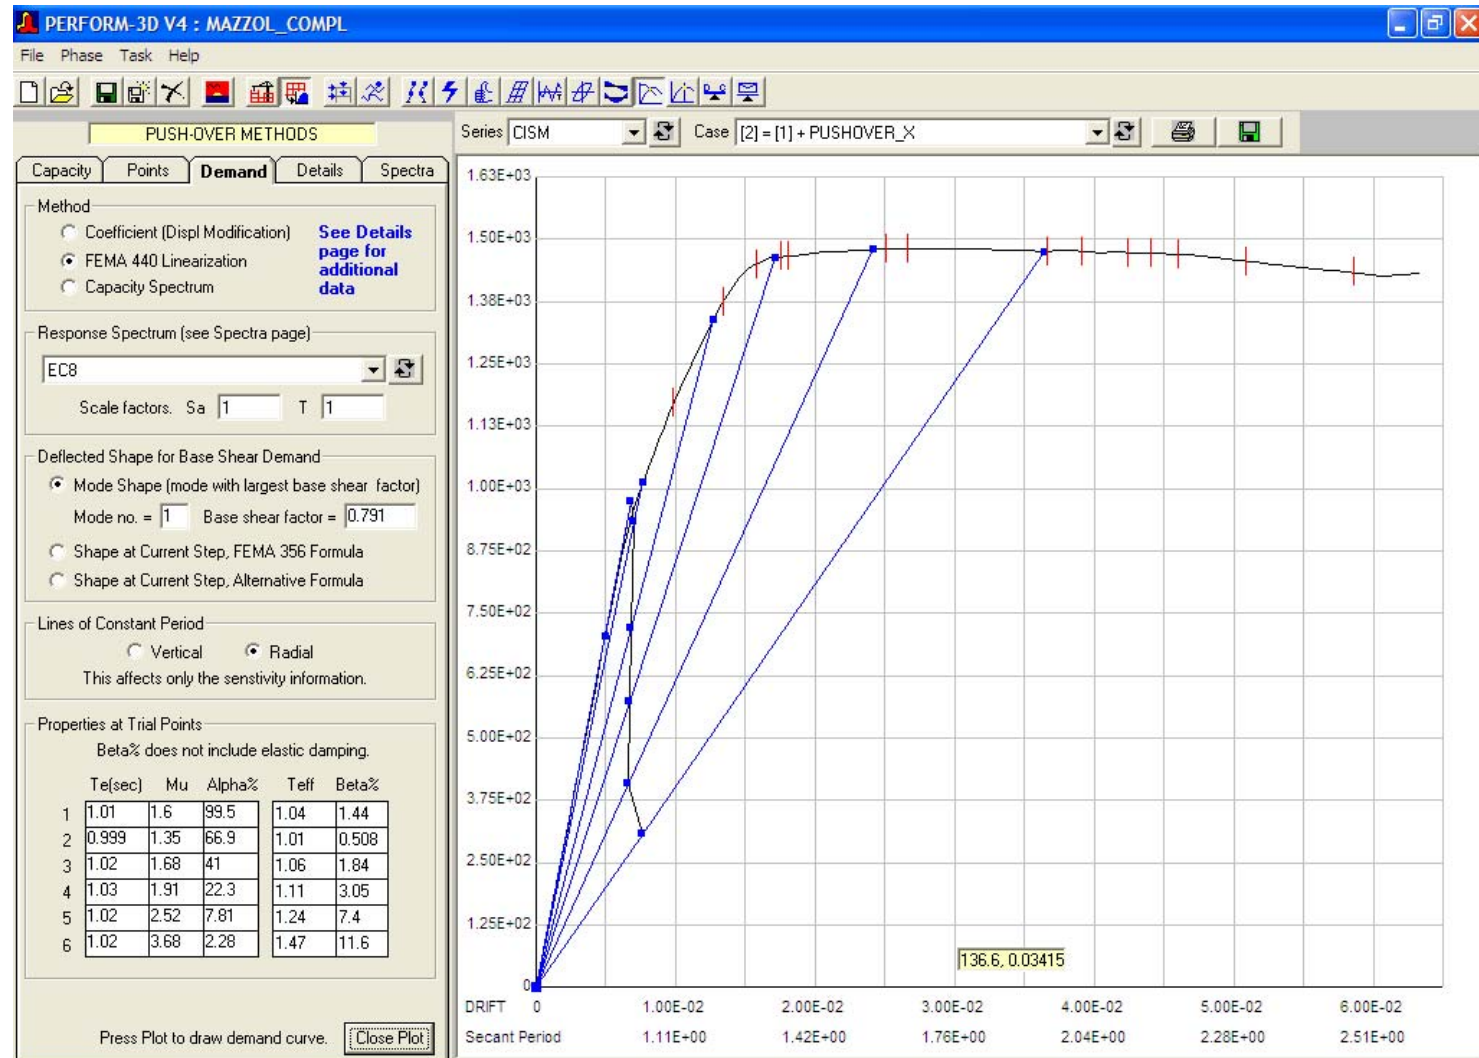 PERFORM-3D V4 : MAZZOL_COMPL
File Phase Task Help
PUSH-OVER METHODS
Series CISM Case [2] = [1] + PUSHOVER_X
Capacity Points Demand Details Spectra
Method
Coefficient (Displ Modification)
FEMA 440 Linearization
Capacity Spectrum
See Details
page for
additional
data
Response Spectrum (see Spectra page)
EC8
Scale factors. Sa 1 T 1
Deflected Shape for Base Shear Demand
Mode Shape (mode with largest base shear factor)
Mode no. = 1 Base shear factor = 0.791
Shape at Current Step, FEMA 356 Formula
Shape at Current Step, Alternative Formula
Lines of Constant Period
Vertical Radial
This affects only the senstivity information.
Properties at Trial Points
Beta% does not include elastic damping.
Te(sec) Mu Alpha% Teff Beta%
1 1.01 1.6 99.5 1.04 1.44
2 0.999 1.35 66.9 1.01 0.508
3 1.02 1.68 41 1.06 1.84
4 1.03 1.91 22.3 1.11 3.05
5 1.02 2.52 7.81 1.24 7.4
6 1.02 3.68 2.28 1.47 11.6
Press Plot to draw demand curve. Close Plot
1.63E+03
1.50E+03
1.38E+03
1.25E+03
1.13E+03
1.00E+03
8.75E+02
7.50E+02
6.25E+02
5.00E+02
3.75E+02
2.50E+02
1.25E+02
0
136.6, 0.03415
DRIFT 0 1.00E-02 2.00E-02 3.00E-02 4.00E-02 5.00E-02 6.00E-02
Secant Period 1.11E+00 1.42E+00 1.76E+00 2.04E+00 2.28E+00 2.51E+00